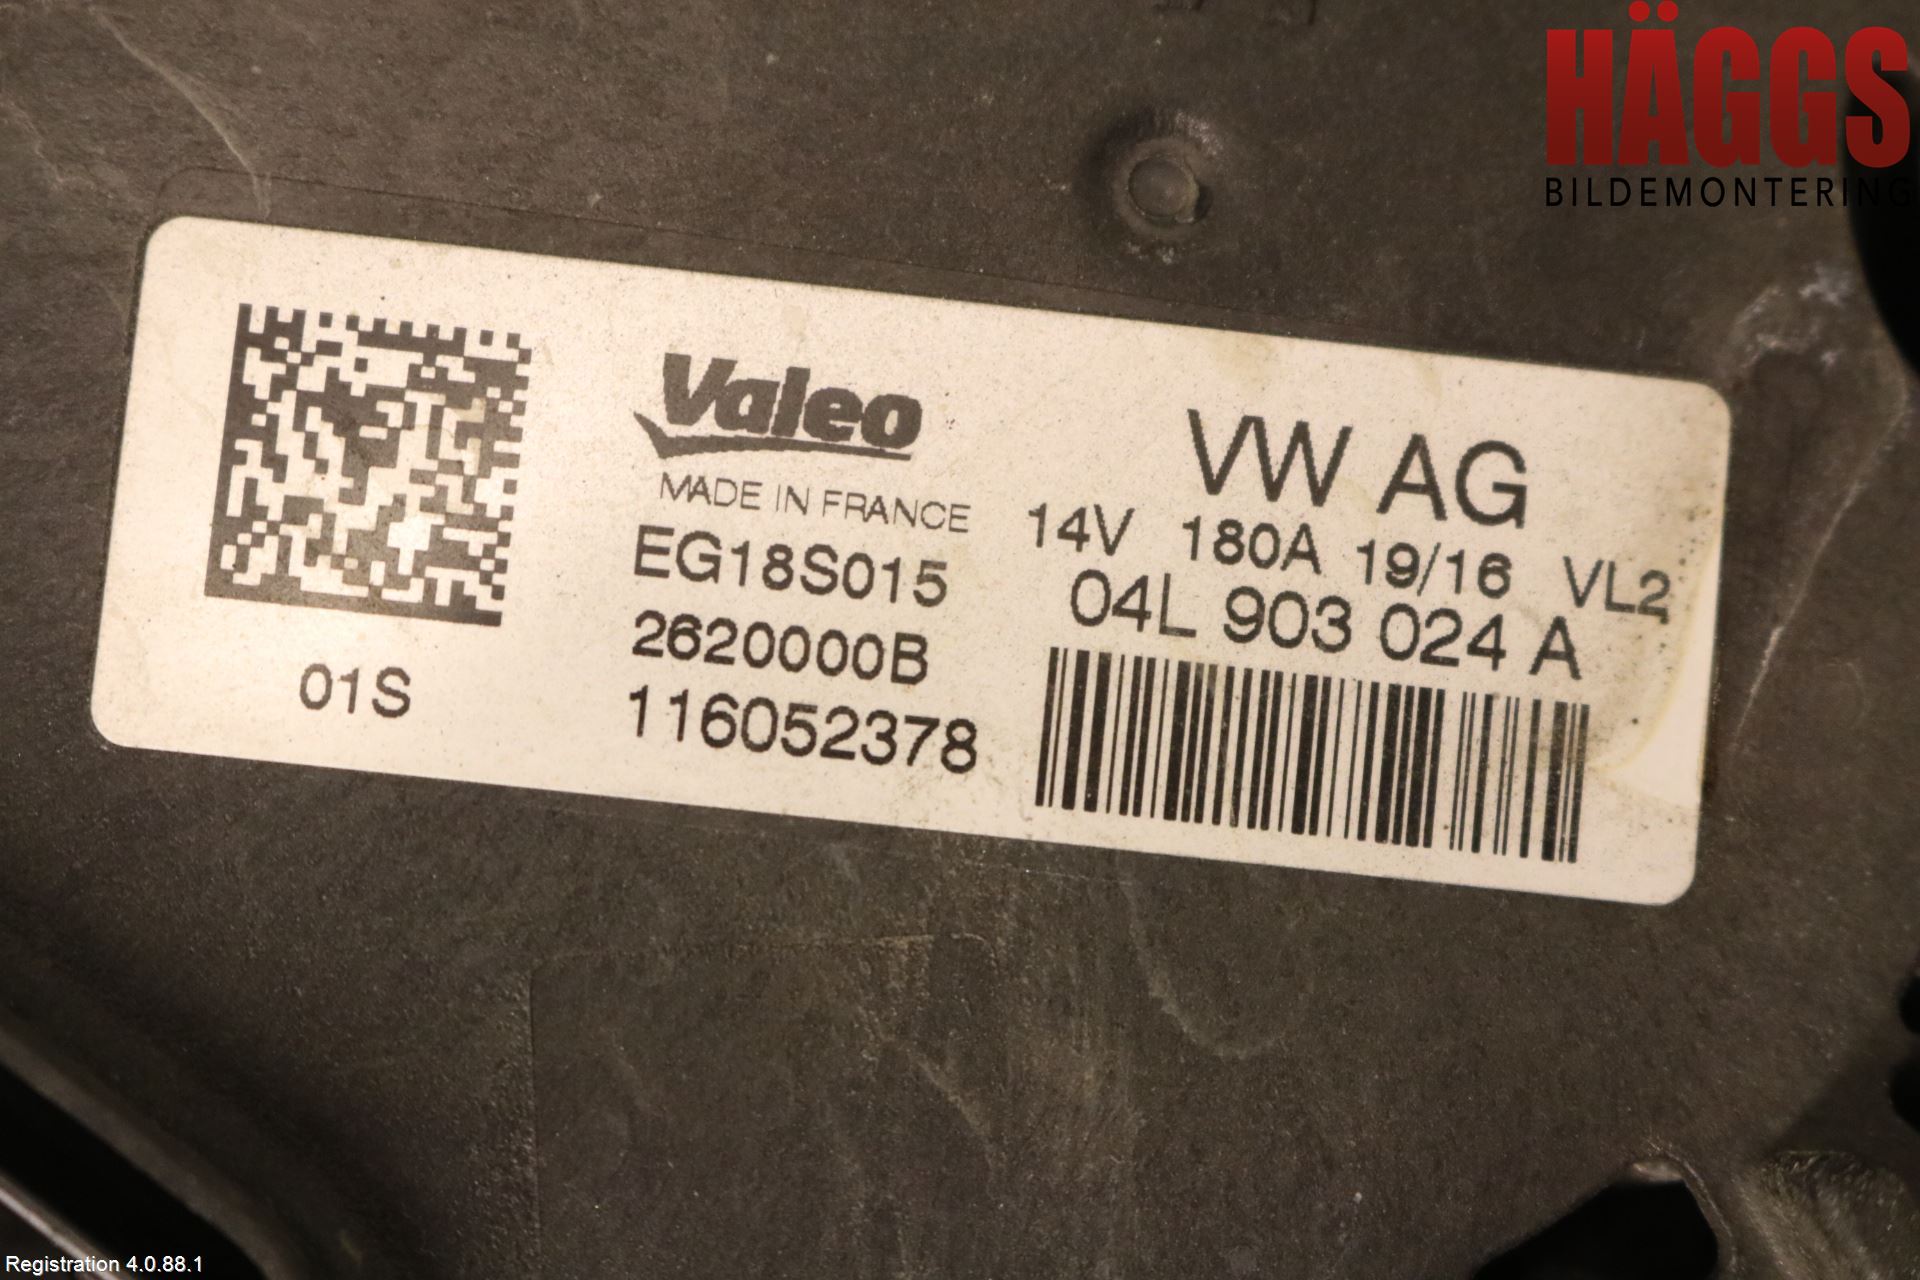 HÄGGS
BILDEMONTERING
Valeo
MADE IN FRANCE
EG18S015
2620000B
116052378
01S
VW AG
14V 180A 19/16 VL2
04L 903 024 A
Registration 4.0.88.1